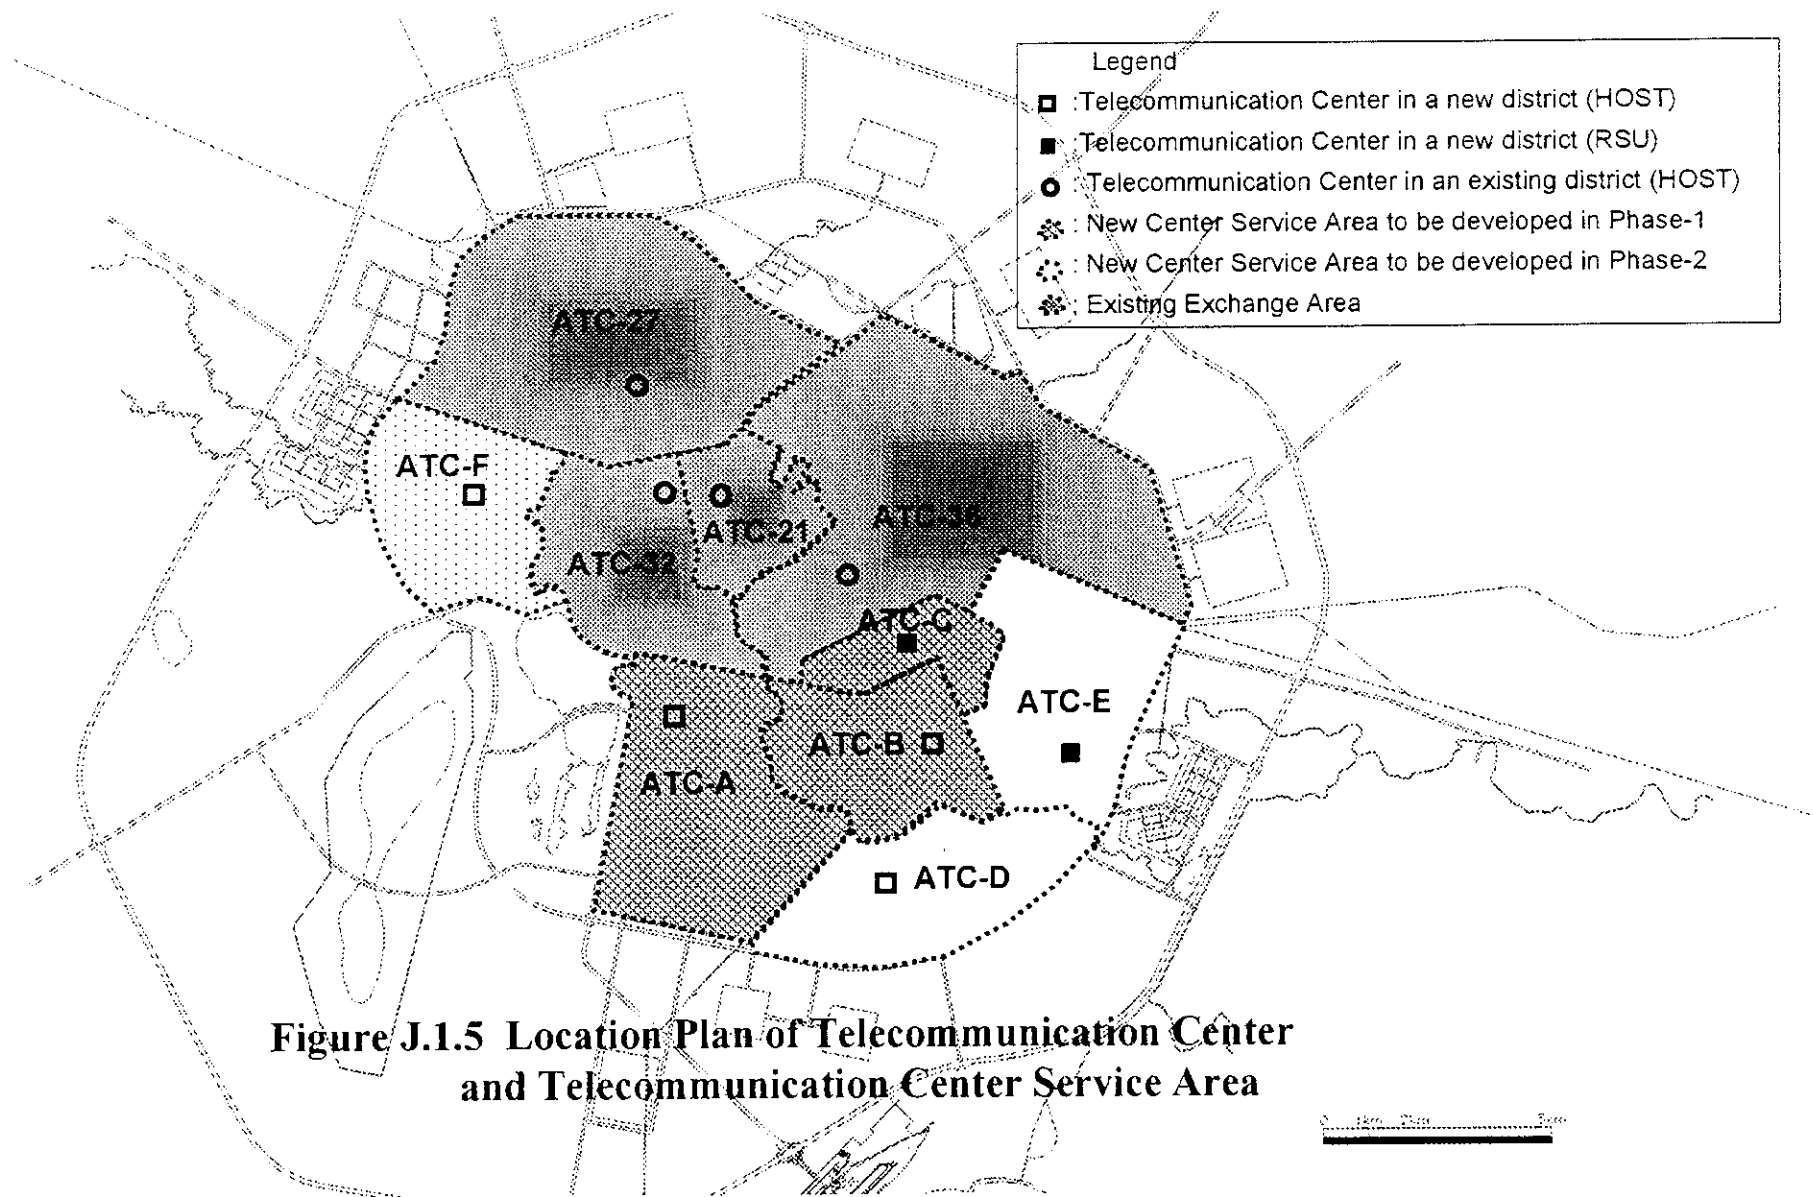 Legend
:Telecommunication Center in a new district (HOST)
:Telecommunication Center in a new district (RSU)
: Telecommunication Center in an existing district (HOST)
: New Center Service Area to be developed in Phase-1
: New Center Service Area to be developed in Phase-2
: Existing Exchange Area
ATC-27
ATC-F
ATC-36
ATC-21
ATC-32
ATC-C
ATC-E
ATC-B
ATC-A
ATC-D
Figure J.1.5 Location Plan of Telecommunication Center
and Telecommunication Center Service Area